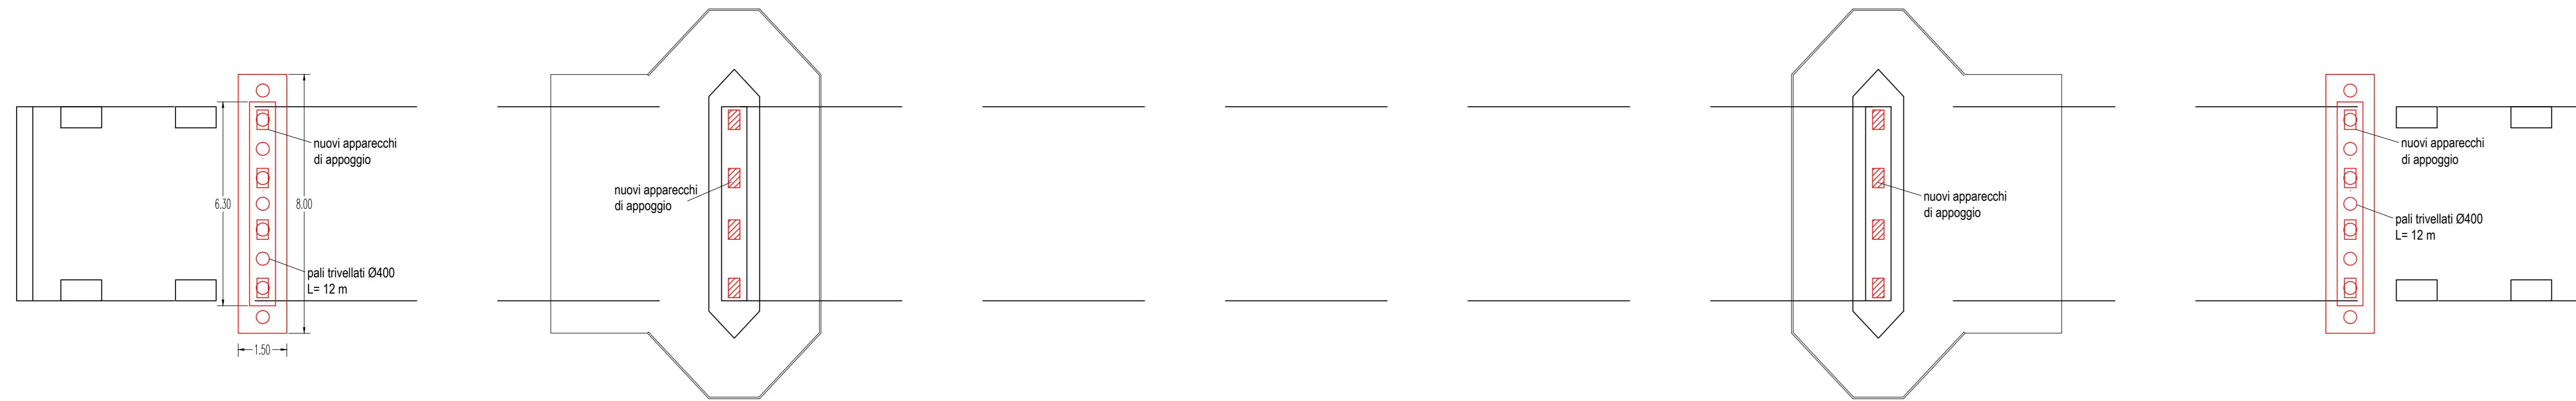 nuovi apparecchi
di appoggio
6.30
8.00
pali trivellati Ø400
L= 12 m
1.50
nuovi apparecchi
di appoggio
nuovi apparecchi
di appoggio
nuovi apparecchi
di appoggio
pali trivellati Ø400
L= 12 m